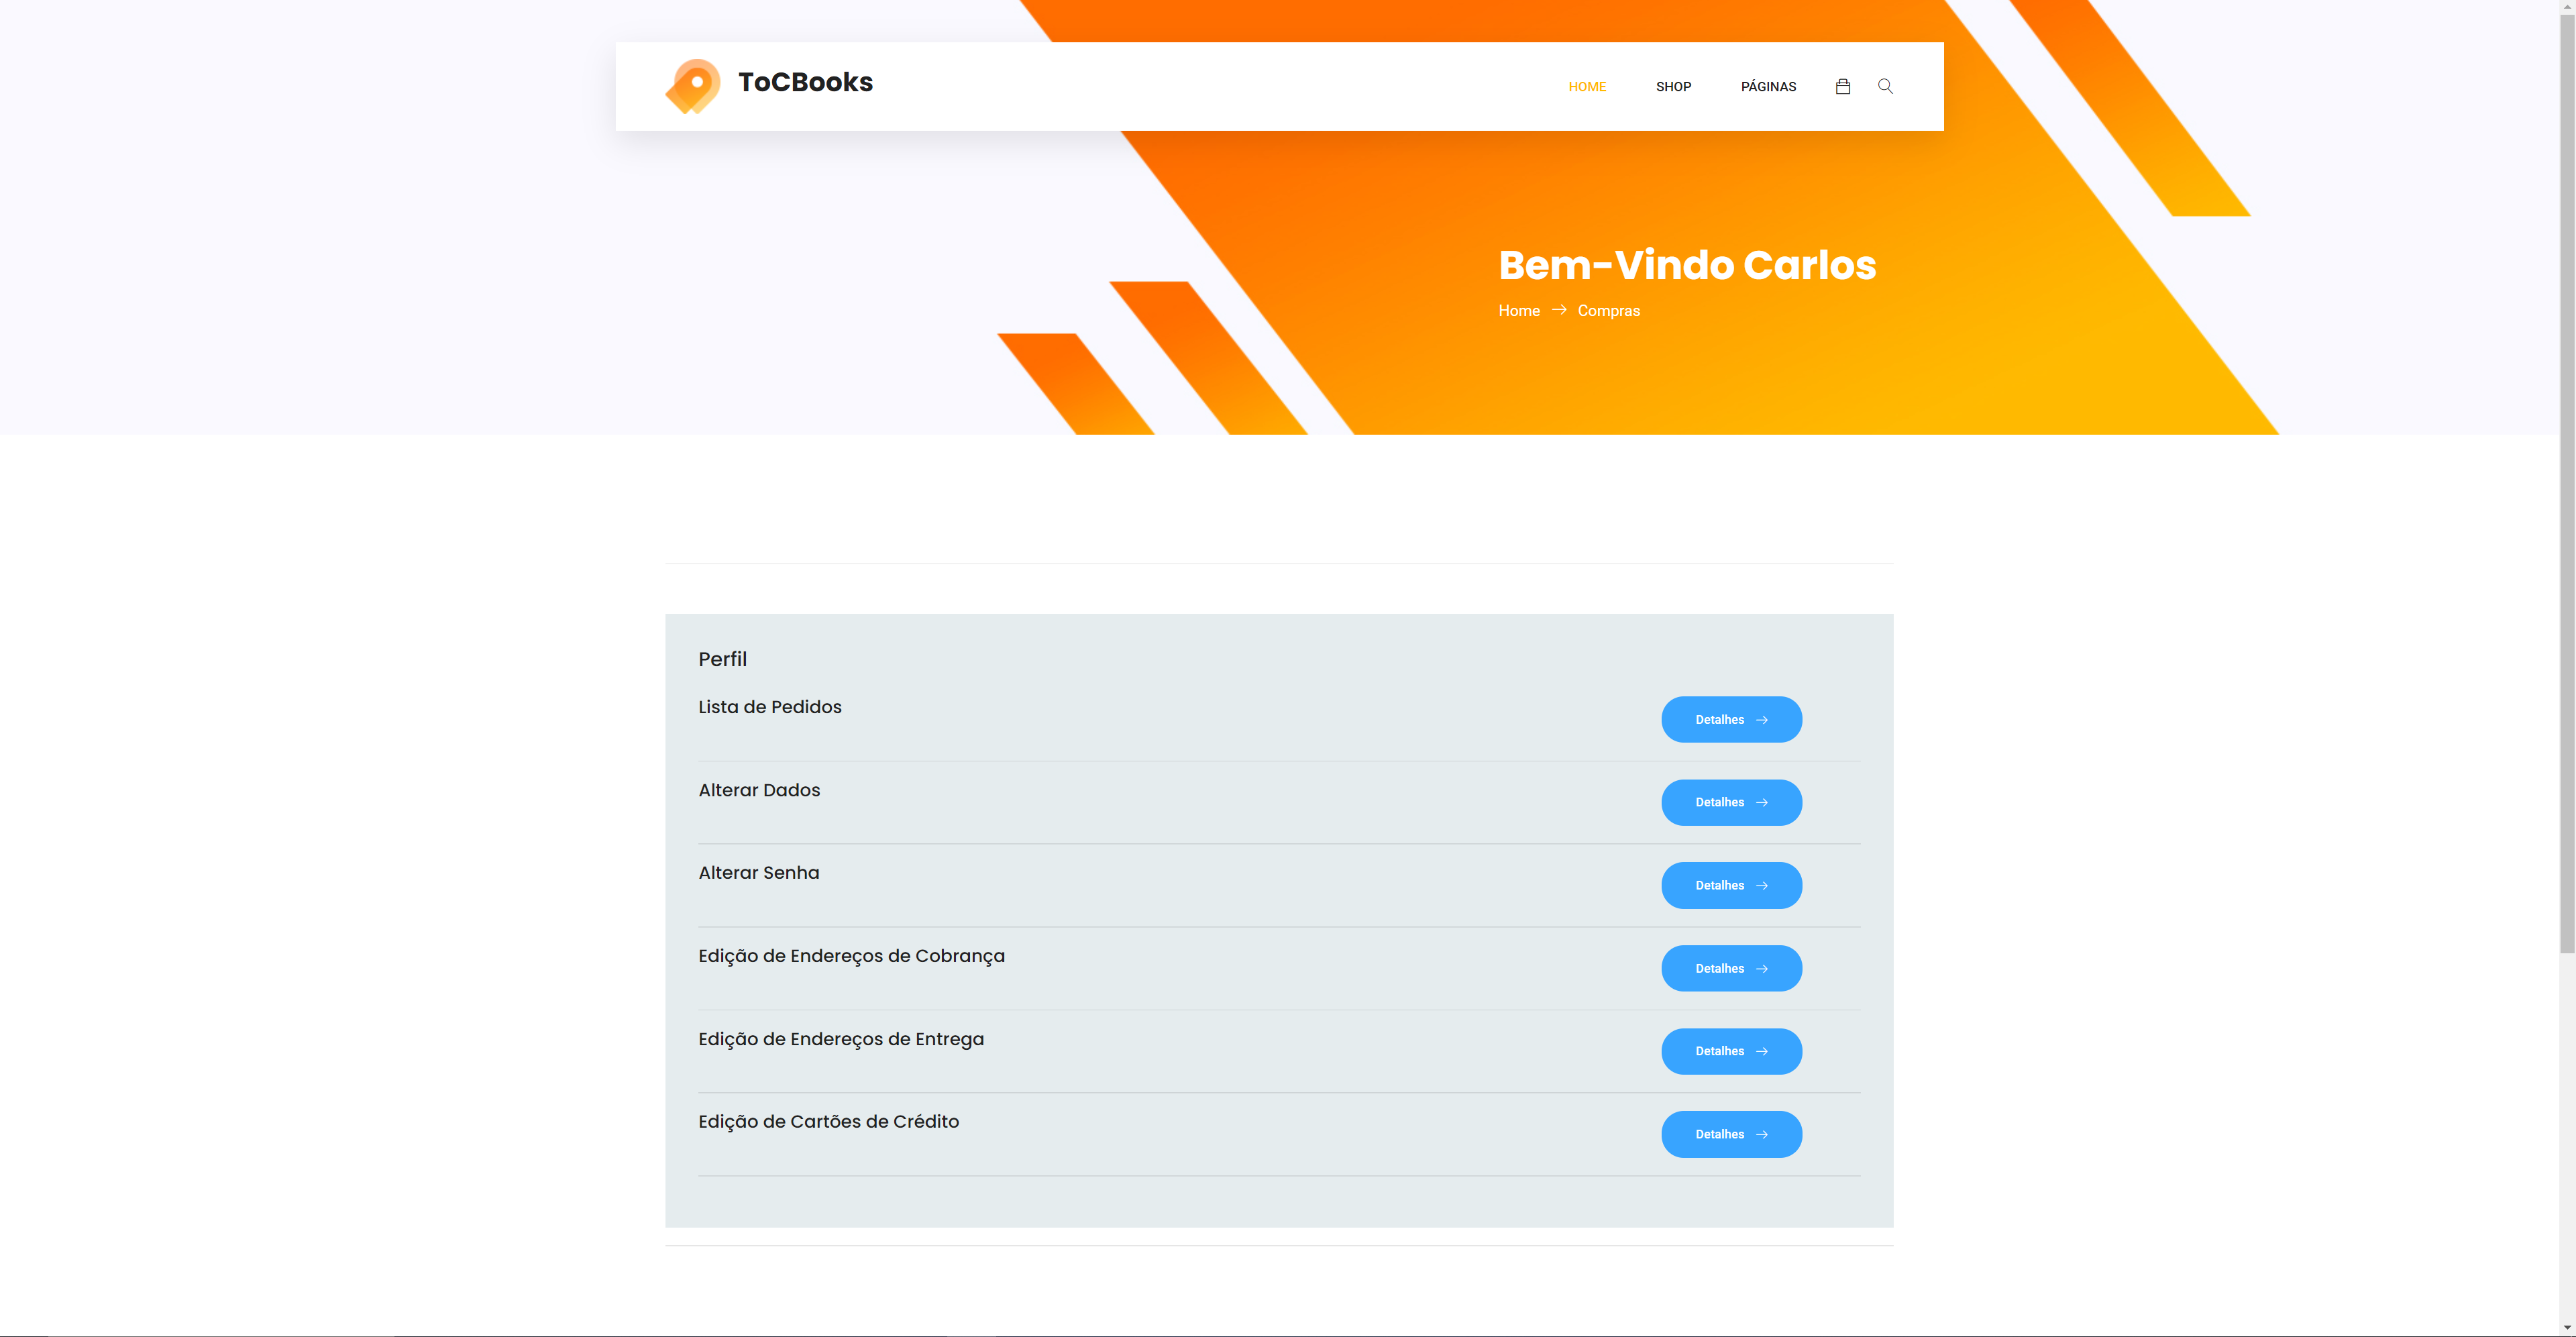 ToCBooks
HOME SHOP PÁGINAS
Bem-Vindo Carlos
Home → Compras
Perfil
Lista de Pedidos
Detalhes →
Alterar Dados
Detalhes →
Alterar Senha
Detalhes →
Edição de Endereços de Cobrança
Detalhes →
Edição de Endereços de Entrega
Detalhes →
Edição de Cartões de Crédito
Detalhes →